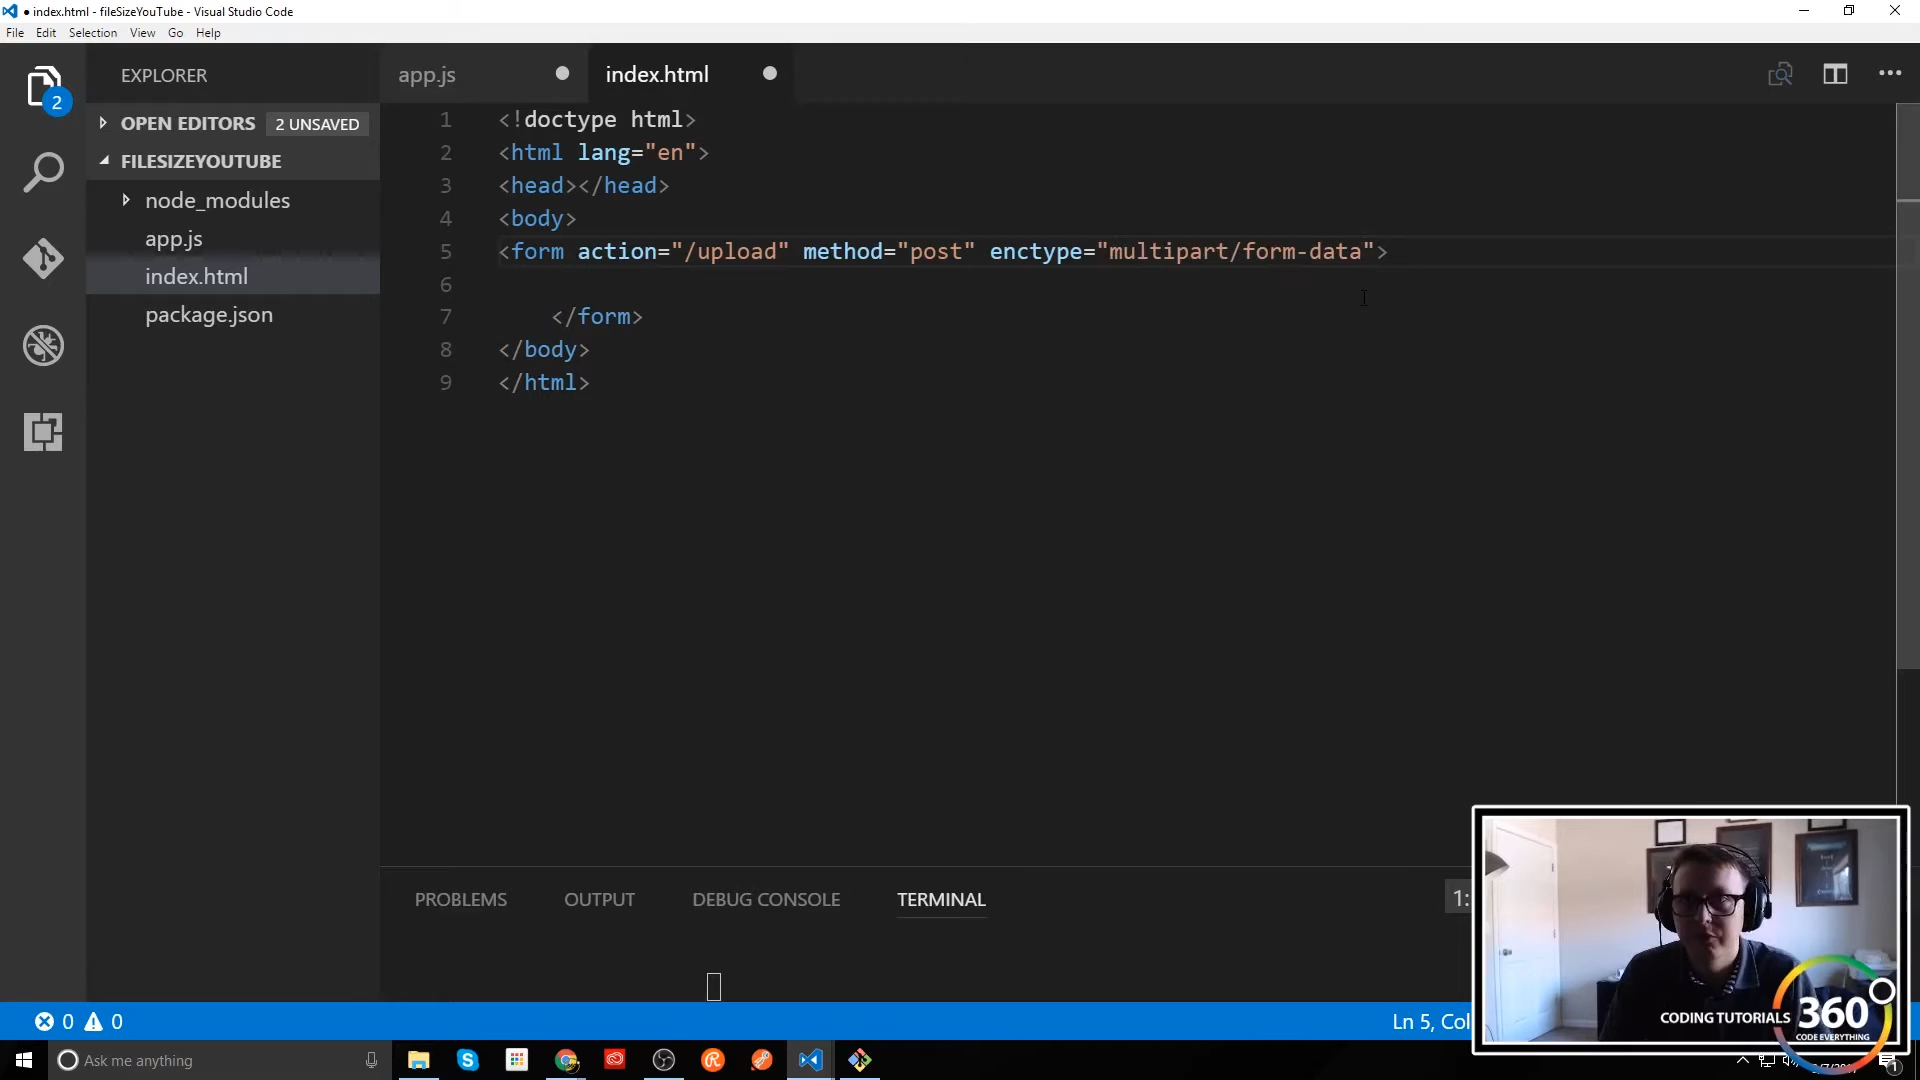 ● index.html - fileSizeYouTube - Visual Studio Code
File Edit Selection View Go Help
2
EXPLORER
OPEN EDITORS 2 UNSAVED
FILESIZEYOUTUBE
node_modules
app.js
index.html
package.json
app.js index.html
1 <!doctype html>
2 <html lang="en">
3 <head></head>
4 <body>
5 <form action="/upload" method="post" enctype="multipart/form-data">
6
7 </form>
8 </body>
9 </html>
PROBLEMS OUTPUT DEBUG CONSOLE TERMINAL 1:
0 0 Ln 5, Col
CODING TUTORIALS 360
CODE EVERYTHING
Ask me anything
1